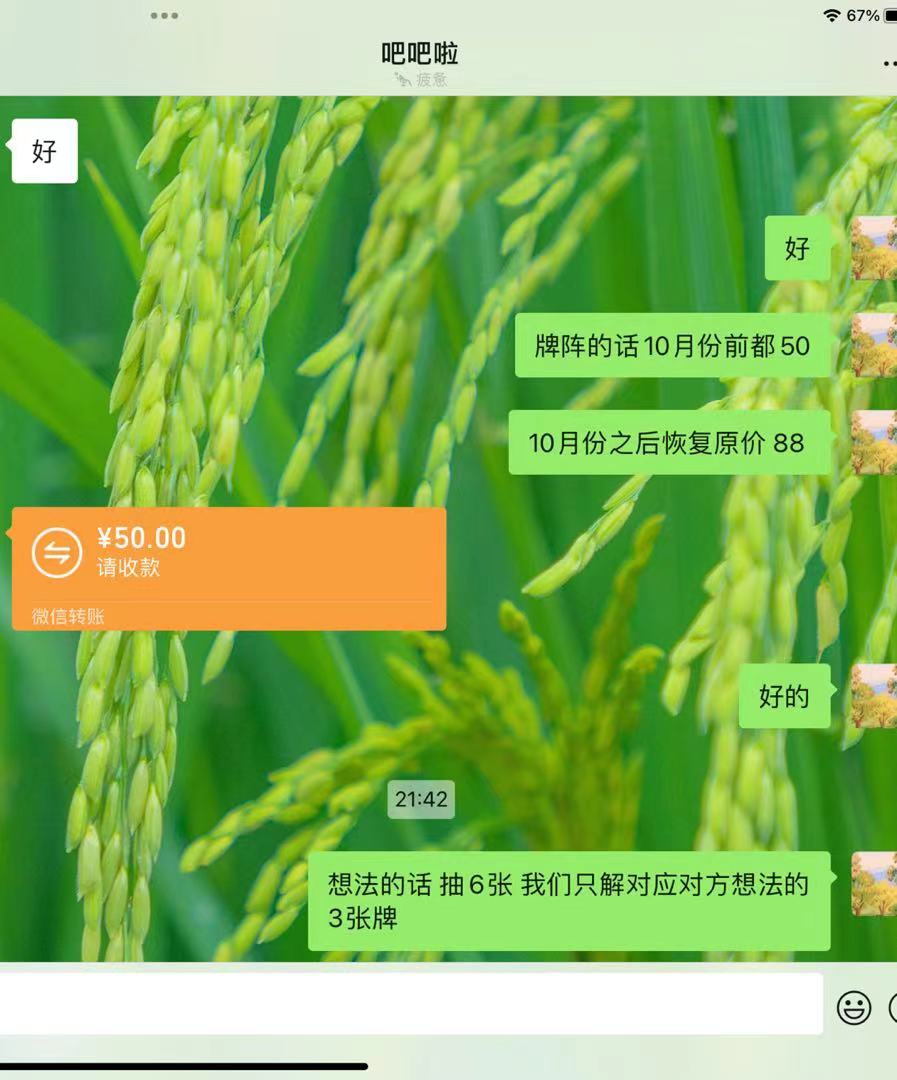 67%
吧吧啦
疲惫
好
好
牌阵的话10月份前都50
10月份之后恢复原价 88
¥50.00
请收款
微信转账
好的
21:42
想法的话 抽6张 我们只解对应对方想法的
3张牌